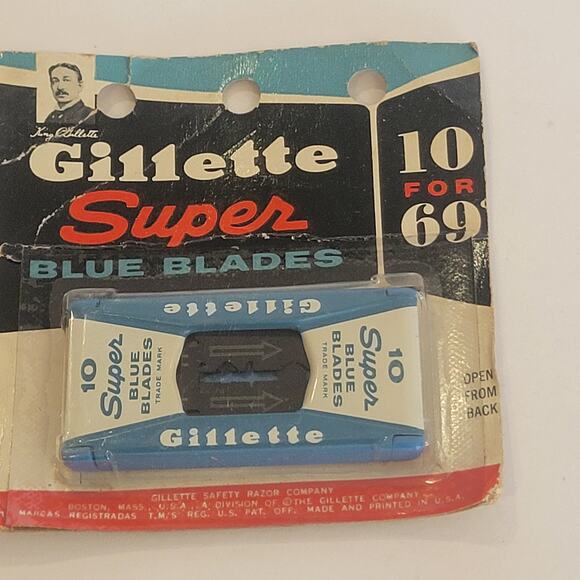 King C Gillette
Gillette
Super
BLUE BLADES
10
FOR
69¢
Gillette
10
Super
BLUE
BLADES
TRADE MARK
10
Super
BLUE
BLADES
TRADE MARK
Gillette
OPEN
FROM
BACK
GILLETTE SAFETY RAZOR COMPANY
BOSTON, MASS., U.S.A., A DIVISION OF ©THE GILLETTE COMPANY
MARCAS REGISTRADAS T.M.'S REG. U.S. PAT. OFF. MADE AND PRINTED IN U.S.A.